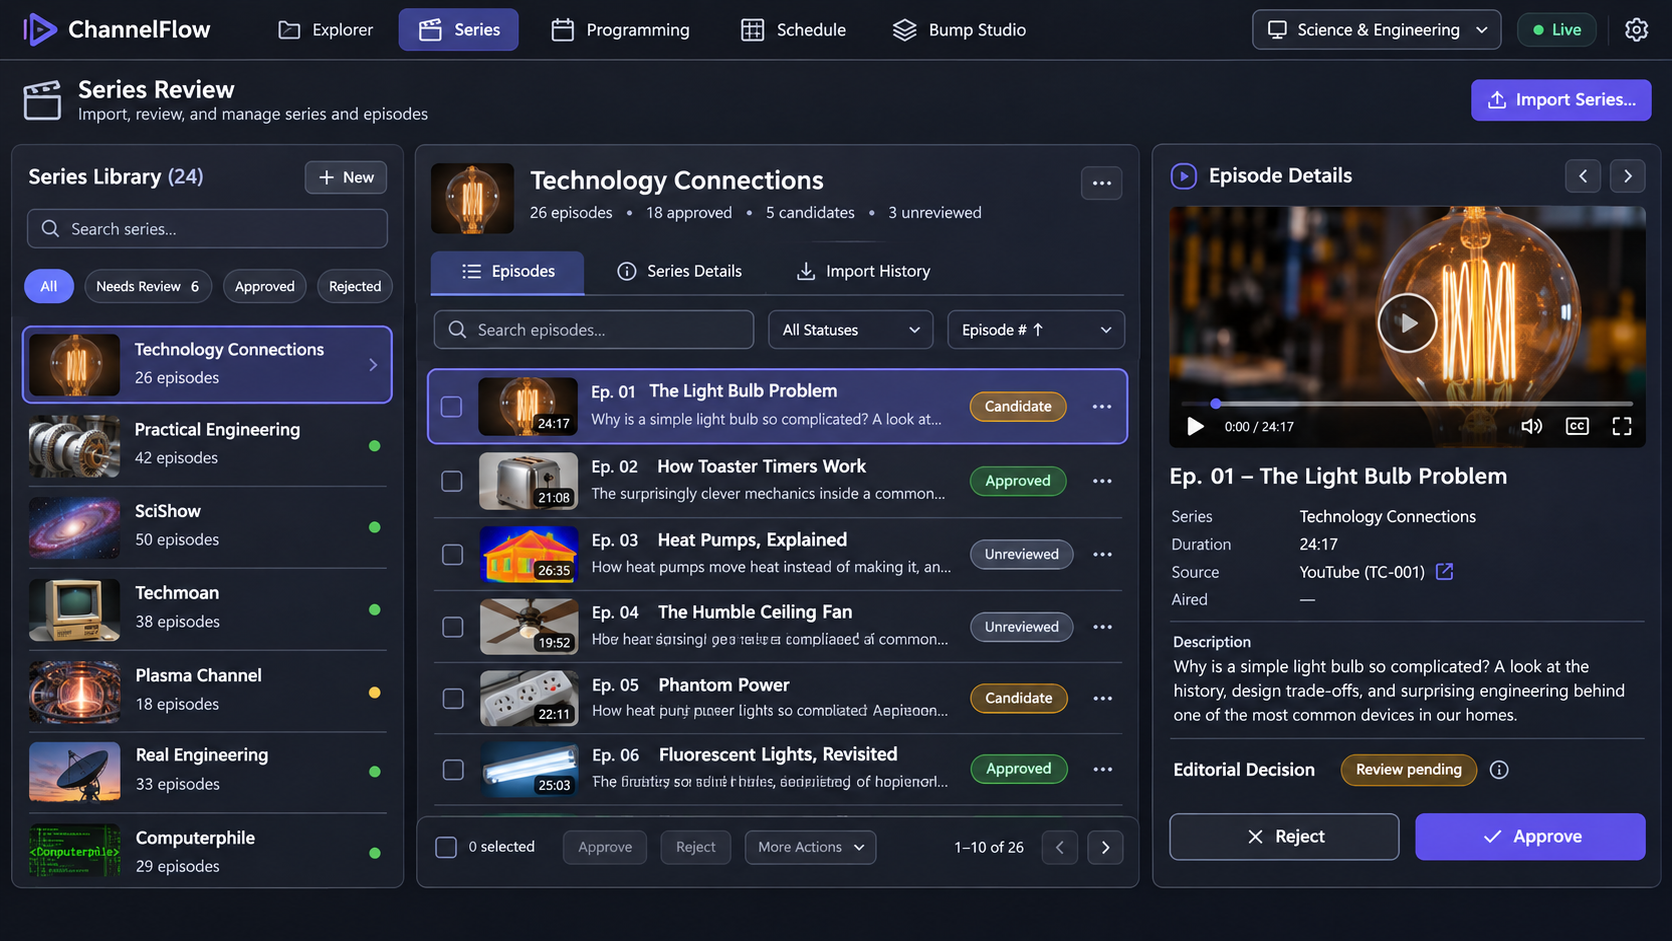 ChannelFlow
Explorer
Series
Programming
Schedule
Bump Studio
Science & Engineering
Live
Series Review
Import, review, and manage series and episodes
Import Series...
Series Library (24)
New
Search series...
All
Needs Review 6
Approved
Rejected
Technology Connections
26 episodes
Practical Engineering
42 episodes
SciShow
50 episodes
Techmoan
38 episodes
Plasma Channel
18 episodes
Real Engineering
33 episodes
<Computerphile>
Computerphile
29 episodes
Technology Connections
26 episodes • 18 approved • 5 candidates • 3 unreviewed
Episodes
Series Details
Import History
Search episodes...
All Statuses
Episode # ↑
24:17
Ep. 01 The Light Bulb Problem
Why is a simple light bulb so complicated? A look at...
Candidate
21:08
Ep. 02 How Toaster Timers Work
The surprisingly clever mechanics inside a common...
Approved
26:35
Ep. 03 Heat Pumps, Explained
How heat pumps move heat instead of making it, an...
Unreviewed
19:52
Ep. 04 The Humble Ceiling Fan
common...
Unreviewed
22:11
Ep. 05 Phantom Power
How heat lights so
Candidate
25:03
Ep. 06 Fluorescent Lights, Revisited
The of
Approved
0 selected
Approve
Reject
More Actions
1–10 of 26
Episode Details
0:00 / 24:17
CC
Ep. 01 – The Light Bulb Problem
Series Technology Connections
Duration 24:17
Source YouTube (TC-001)
Aired —
Description
Why is a simple light bulb so complicated? A look at the
history, design trade-offs, and surprising engineering behind
one of the most common devices in our homes.
Editorial Decision Review pending
Reject
Approve